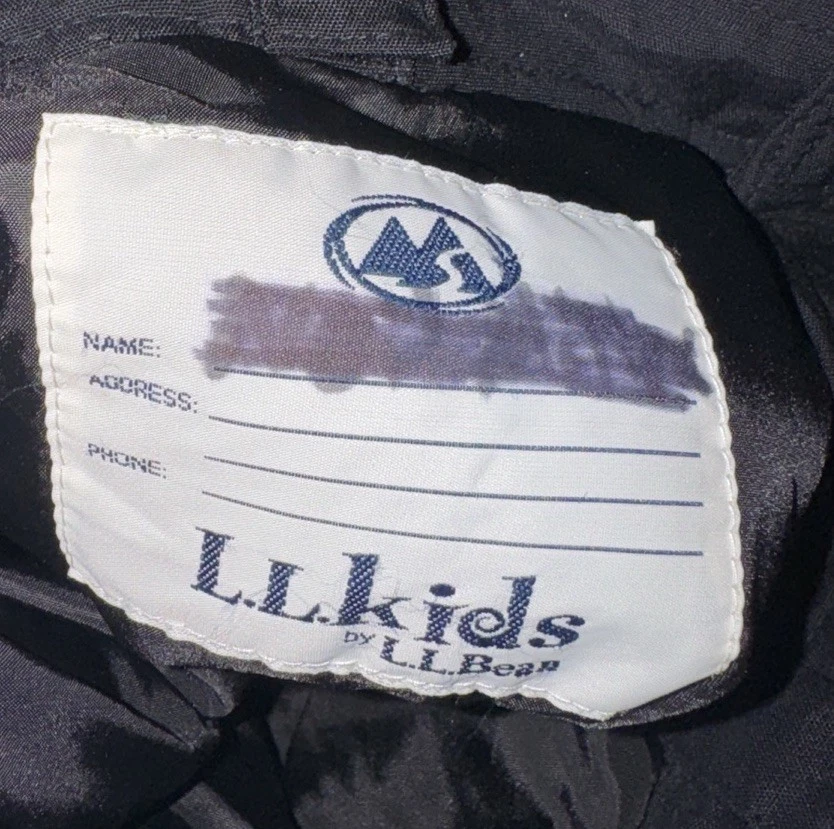 NAME:
ADDRESS:
PHONE:
L.L.kids
BY L.L.Bean